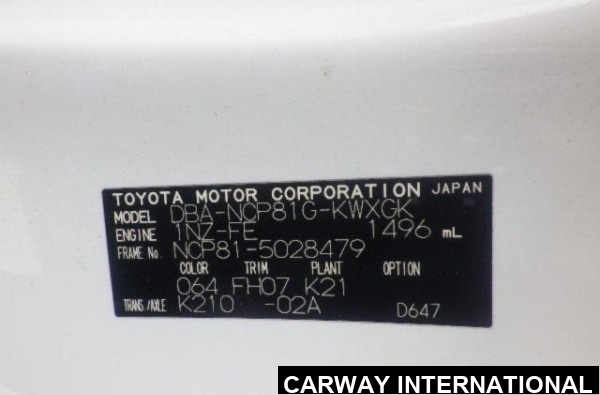 TOYOTA MOTOR CORPORATION JAPAN
MODEL DBA-NCP81G-KWXGK
ENGINE 1NZ-FE 1496 mL
FRAME No. NCP81-5028479
COLOR TRIM PLANT OPTION
064 FH07 K21
TRANS/AXLE K210 -02A
D647
CARWAY INTERNATIONAL